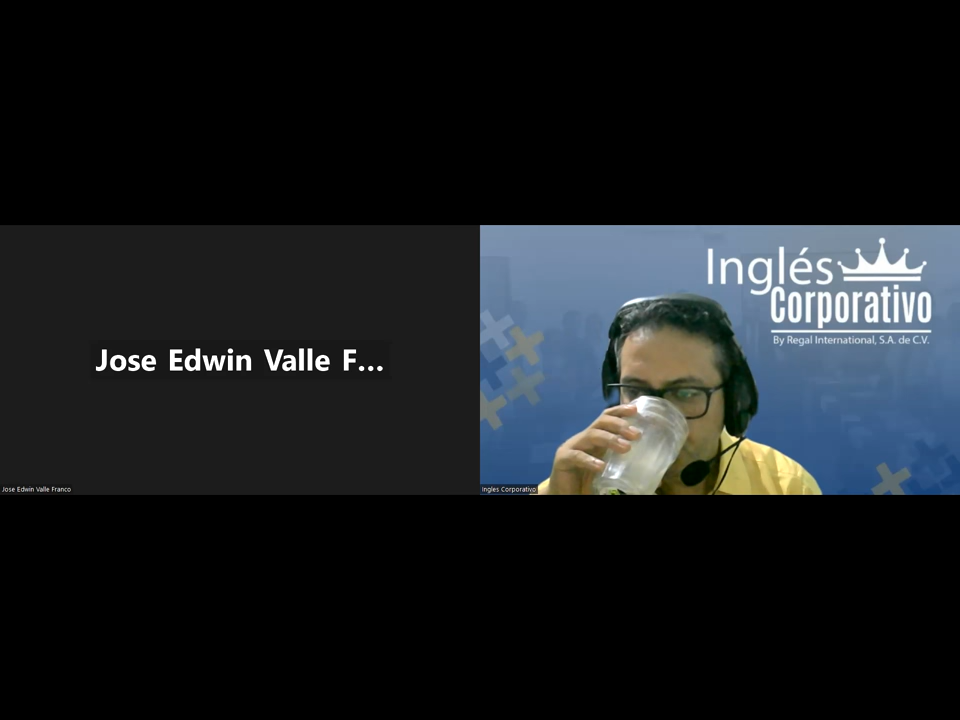 Jose Edwin Valle F...
Jose Edwin Valle Franco
Inglés
Corporativo
By Regal International, S.A. de C.V.
Ingles Corporativo